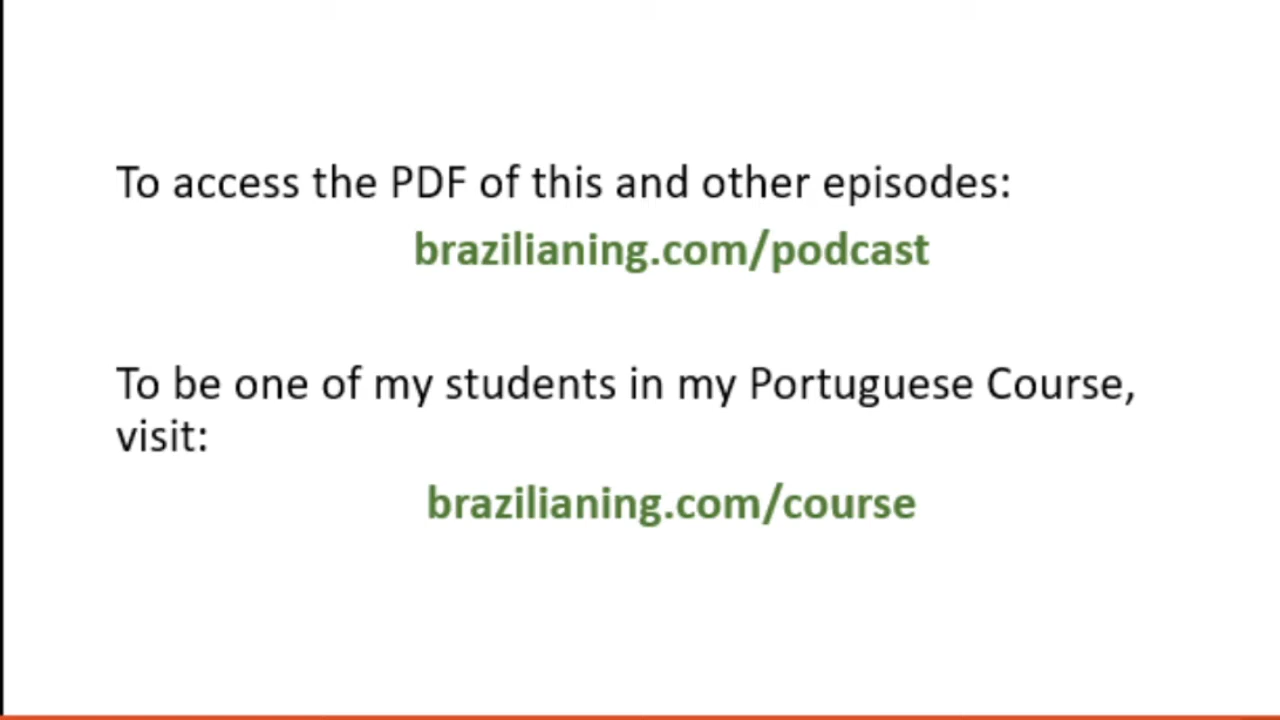 To access the PDF of this and other episodes:
brazilianing.com/podcast
To be one of my students in my Portuguese Course,
visit:
brazilianing.com/course